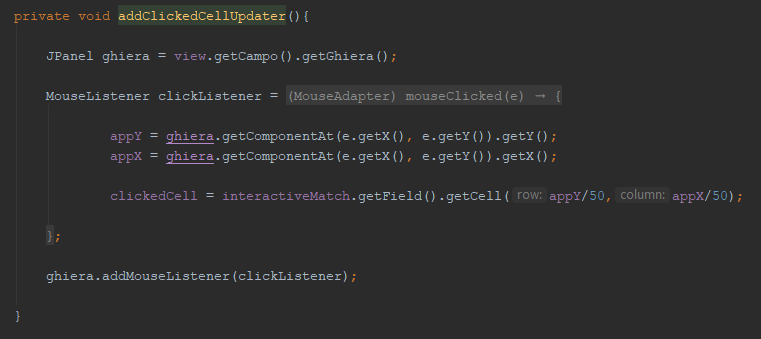 private void addClickedCellUpdater(){
JPanel ghiera = view.getCampo().getGhiera();
MouseListener clickListener = (MouseAdapter) mouseClicked(e) → {
appY = ghiera.getComponentAt(e.getX(), e.getY()).getY();
appX = ghiera.getComponentAt(e.getX(), e.getY()).getX();
clickedCell = interactiveMatch.getField().getCell( row: appY/50, column: appX/50);
};
ghiera.addMouseListener(clickListener);
}